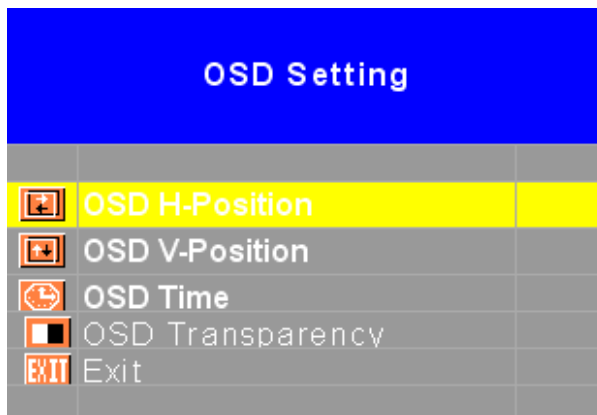 OSD Setting
OSD H-Position
OSD V-Position
OSD Time
OSD Transparency
EXIT Exit